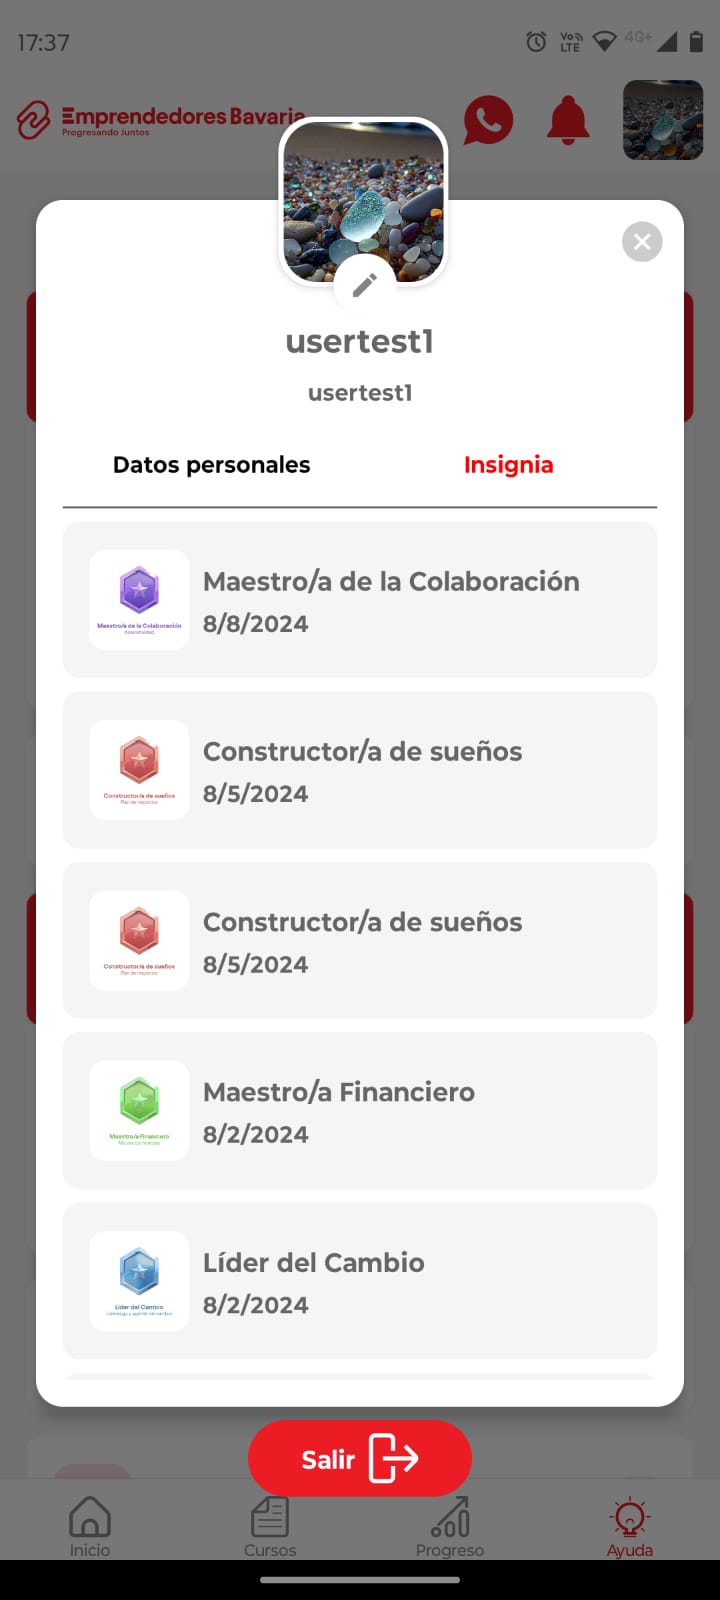 17:37
Vo))
LTE
4G+
Emprendedores Bavaria
Progresando Juntos
usertest1
usertest1
Datos personales
Insignia
Maestro/a de la Colaboración
Asociatividad
Maestro/a de la Colaboración
8/8/2024
Constructor/a de sueños
Plan de negocios
Constructor/a de sueños
8/5/2024
Constructor/a de sueños
Plan de negocios
Constructor/a de sueños
8/5/2024
Maestro/a Financiero
Maestro/a Financiero
8/2/2024
Líder del Cambio
Liderazgo y agente de cambio
Líder del Cambio
8/2/2024
Salir
Inicio
Cursos
Progreso
Ayuda